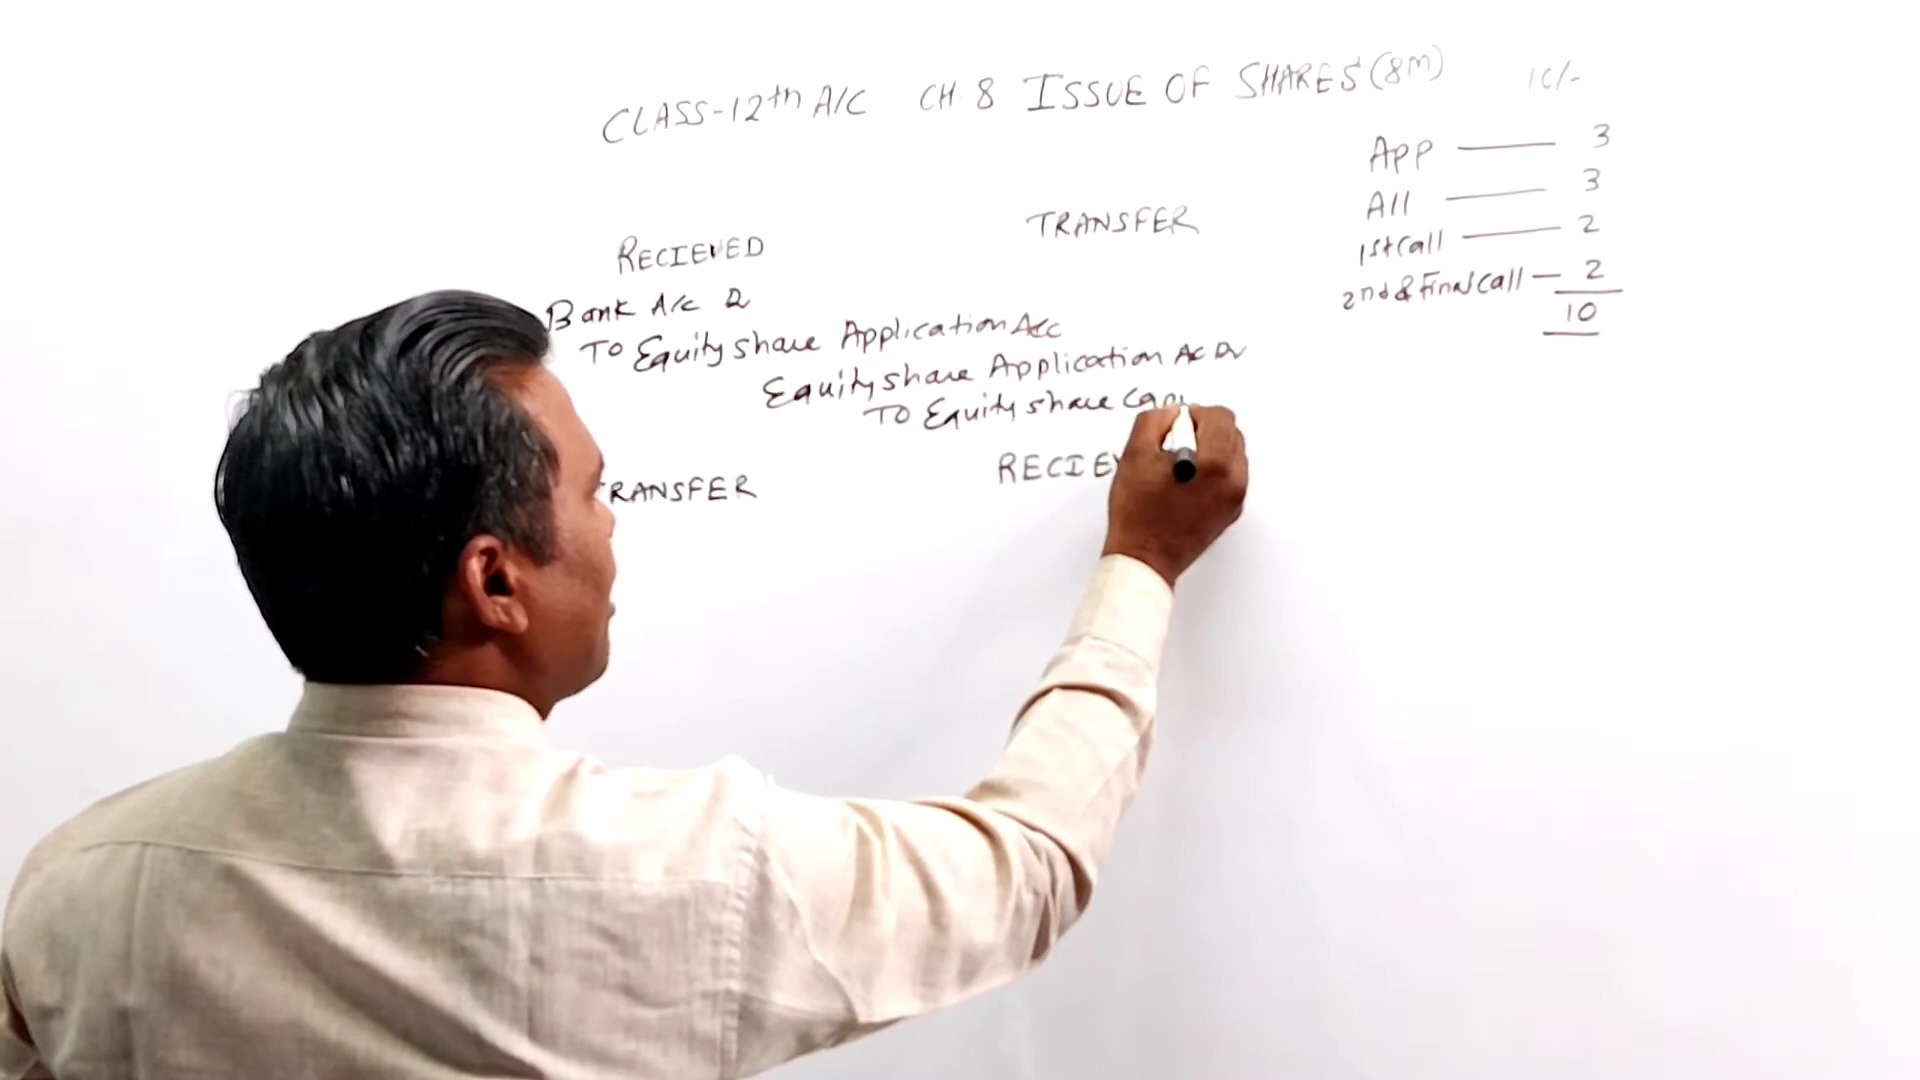 CLASS-12th A/C CH.8 ISSUE OF SHARES (8M)
RECIEVED
TRANSFER
Bank A/c Dr
TO Equity share Application A/c
Equity share Application A/c Dr
TO Equity share Cap
RANSFER
RECIE
10/-
App — 3
All — 3
1st Call — 2
2nd & Final Call — 2
10